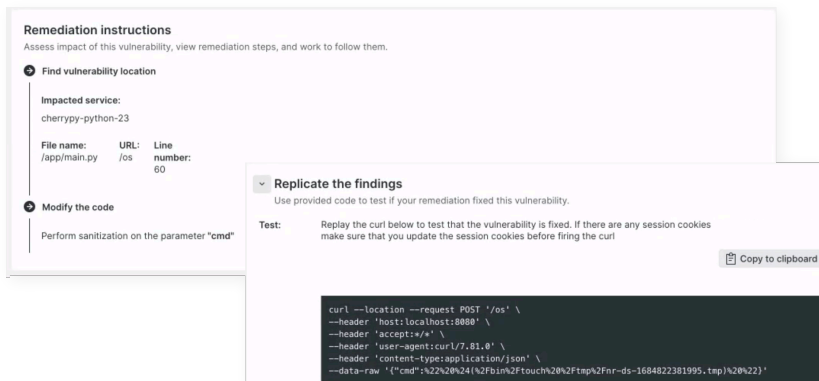 Remediation instructions
Assess impact of this vulnerability, view remediation steps, and work to follow them.
Find vulnerability location
Impacted service:
cherrypy-python-23
File name: URL: Line
/app/main.py /os number:
60
Modify the code
Perform sanitization on the parameter "cmd"
Replicate the findings
Use provided code to test if your remediation fixed this vulnerability.
Test: Replay the curl below to test that the vulnerability is fixed. If there are any session cookies
make sure that you update the session cookies before firing the curl
Copy to clipboard
curl --location --request POST '/os' \
--header 'host:localhost:8080' \
--header 'accept:*/*' \
--header 'user-agent:curl/7.81.0' \
--header 'content-type:application/json' \
--data-raw '{"cmd":%22%20%24(%2Fbin%2Ftouch%20%2Ftmp%2Fnr-ds-1684822381995.tmp)%20%22}'